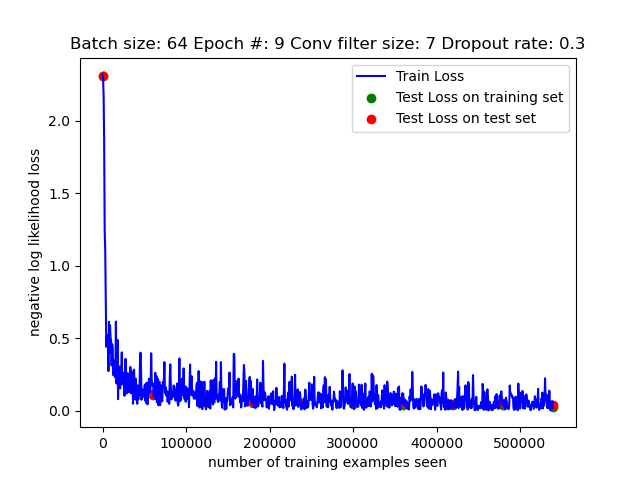 Batch size: 64 Epoch #: 9 Conv filter size: 7 Dropout rate: 0.3
Train Loss
Test Loss on training set
Test Loss on test set
negative log likelihood loss
2.0
1.5
1.0
0.5
0.0
0 100000 200000 300000 400000 500000
number of training examples seen